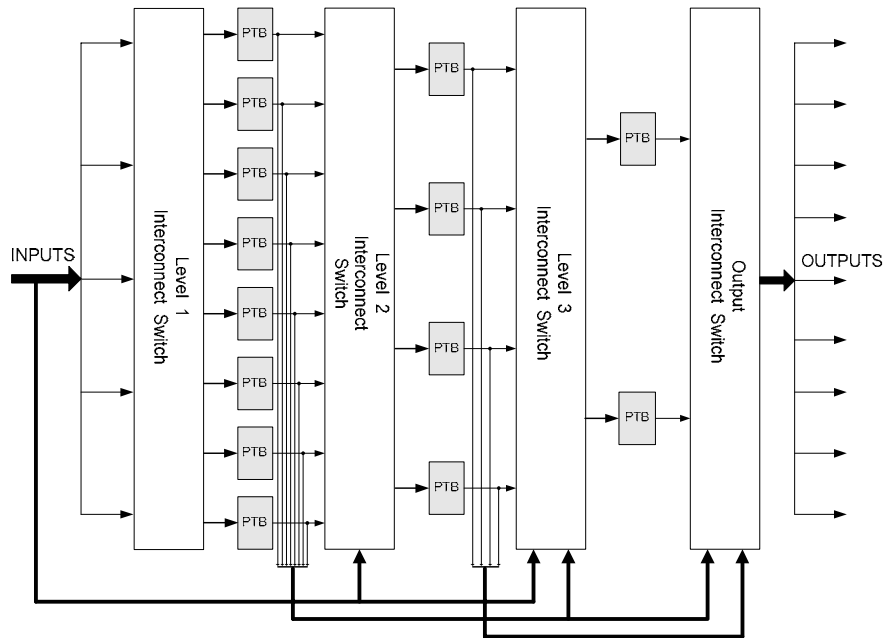 INPUTS
Level 1
Interconnect Switch
PTB
PTB
PTB
PTB
PTB
PTB
PTB
PTB
Level 2
Interconnect
Switch
PTB
PTB
PTB
PTB
Level 3
Interconnect Switch
PTB
PTB
Output
Interconnect Switch
OUTPUTS